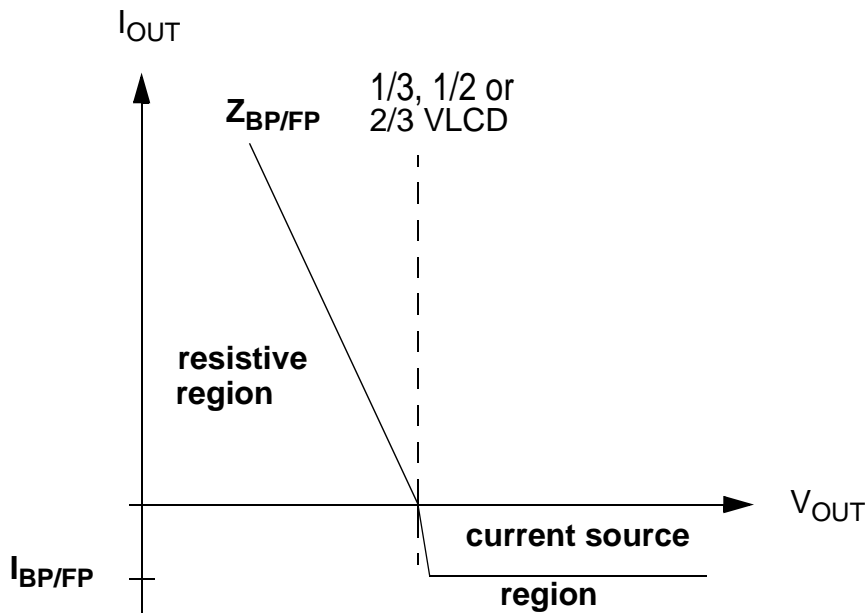 IOUT
1/3, 1/2 or
2/3 VLCD
ZBP/FP
resistive
region
VOUT
current source
IBP/FP
region